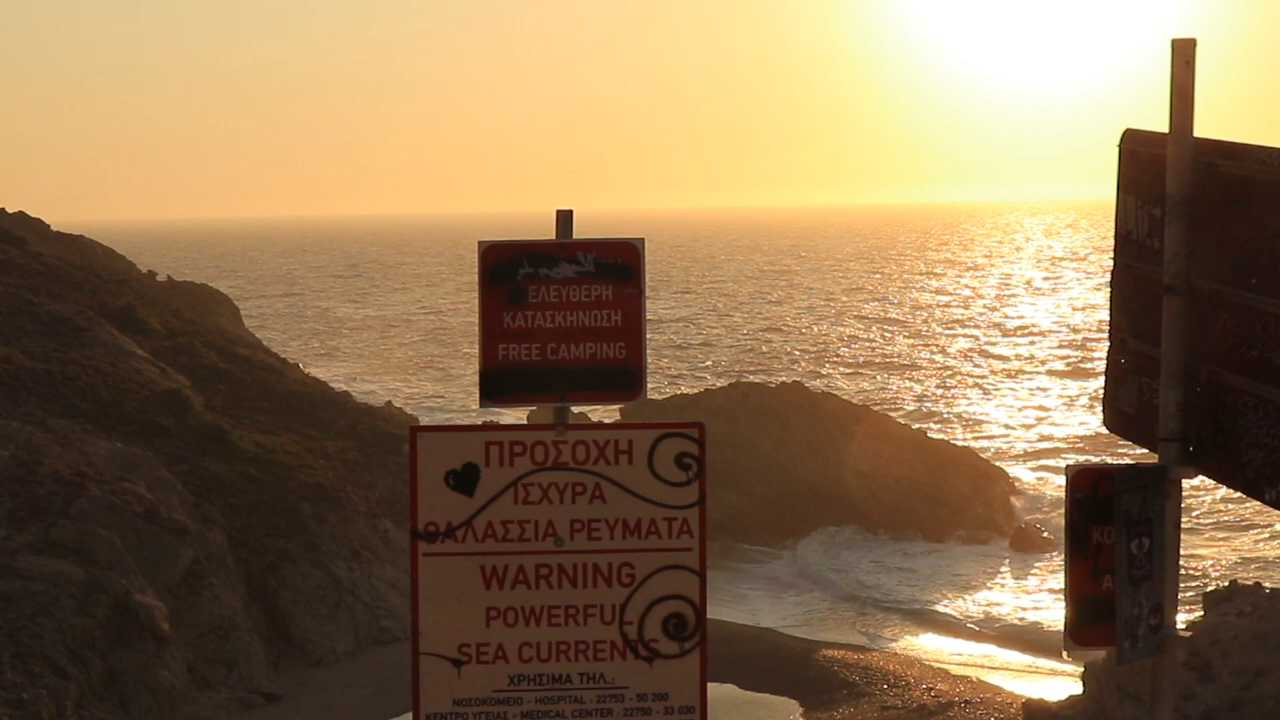 ΕΛΕΥΘΕΡΗ
ΚΑΤΑΣΚΗΝΩΣΗ
FREE CAMPING
ΠΡΟΣΟΧΗ
ΙΣΧΥΡΑ
ΘΑΛΑΣΣΙΑ ΡΕΥΜΑΤΑ
WARNING
POWERFUL
SEA CURRENTS
ΧΡΗΣΙΜΑ ΤΗΛ.:
ΝΟΣΟΚΟΜΕΙΟ - HOSPITAL : 22753 - 50 200
ΚΕΝΤΡΟ ΥΓΕΙΑΣ - MEDICAL CENTER - 22750 - 33 030